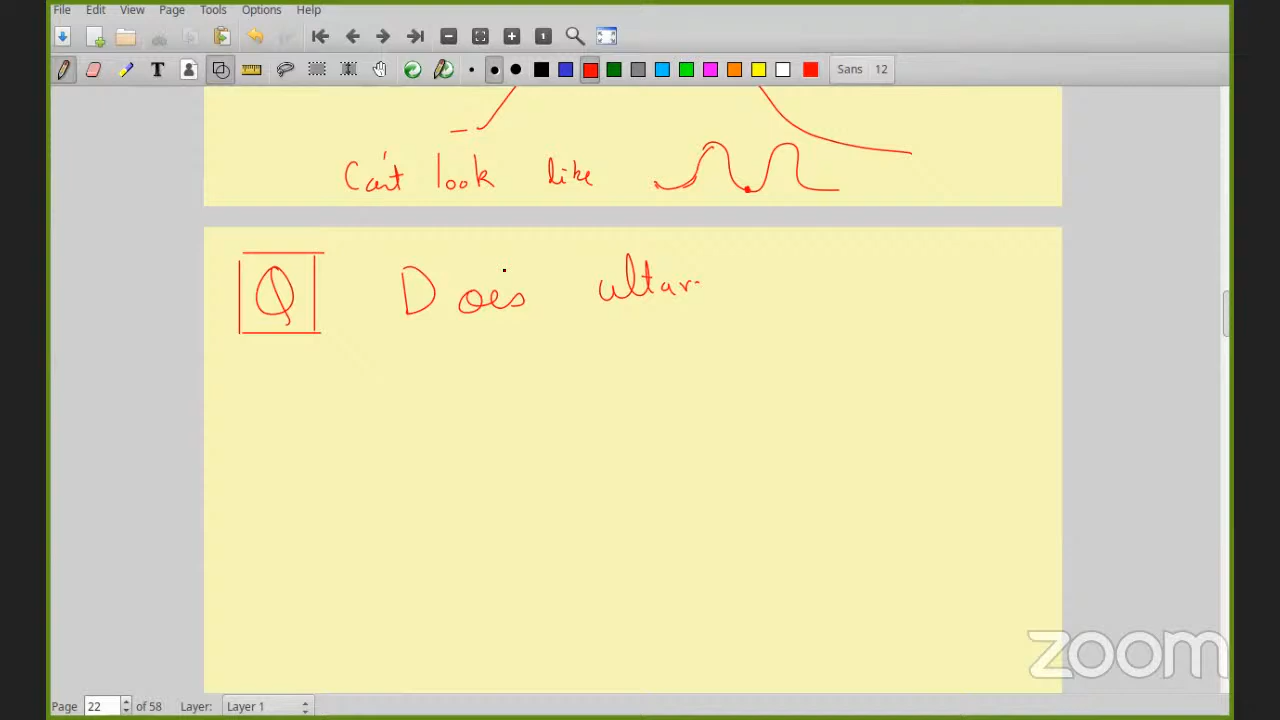 File Edit View Page Tools Options Help
Sans 12
Can't look like
Q Does ultar
zoom
Page 22 of 58 Layer: Layer 1